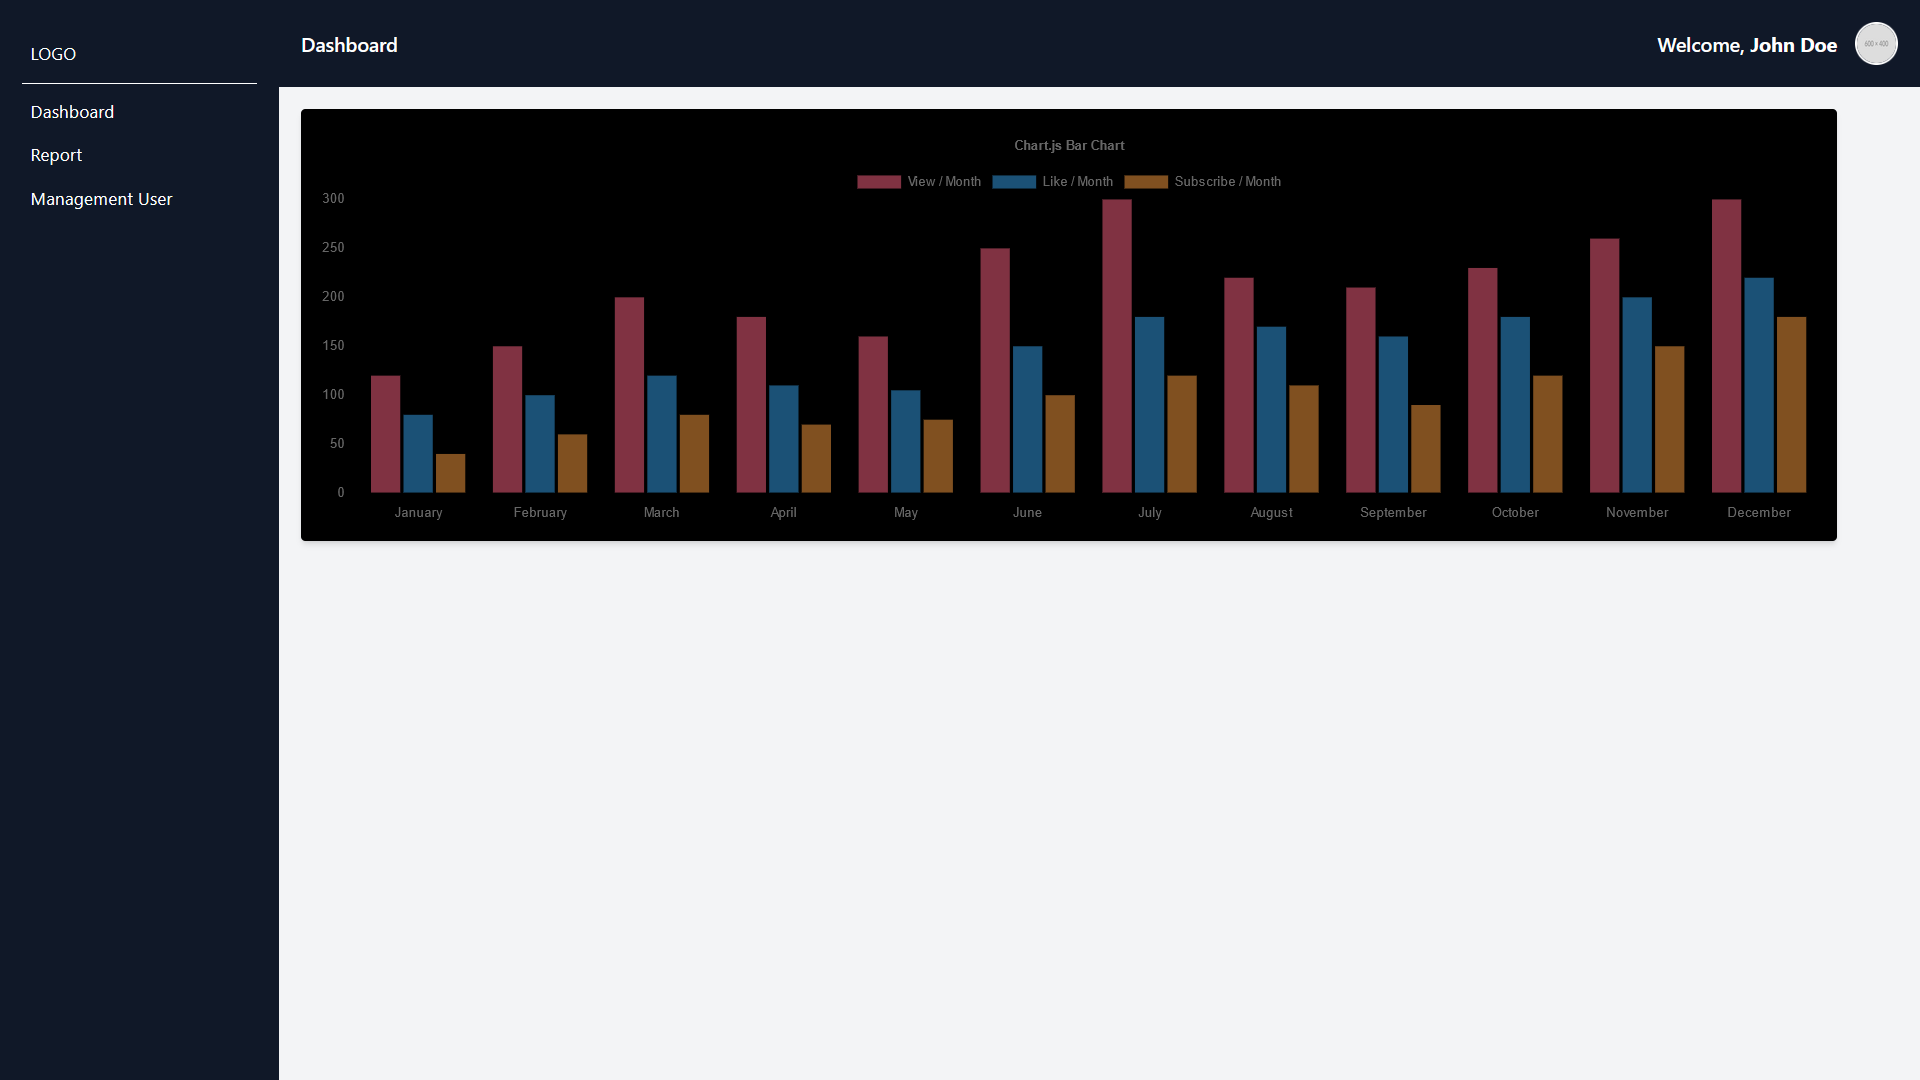 LOGO
Dashboard
Report
Management User
Dashboard
Welcome, John Doe
600 × 400
Chart.js Bar Chart
View / Month Like / Month Subscribe / Month
300
250
200
150
100
50
0
January February March April May June July August September October November December